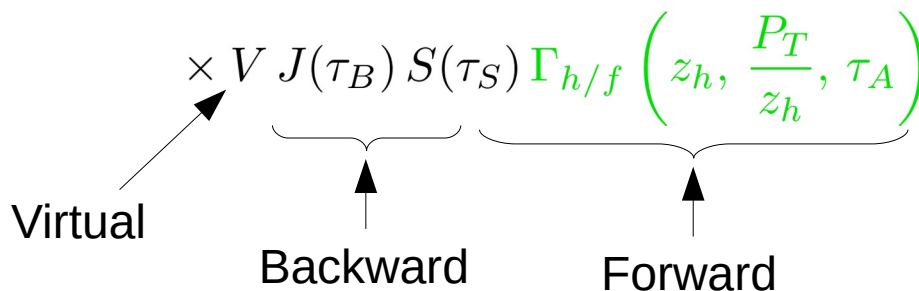 × V J(τ_B) S(τ_S) Γ_{h/f} ( z_h, P_T / z_h, τ_A )
Virtual
Backward
Forward